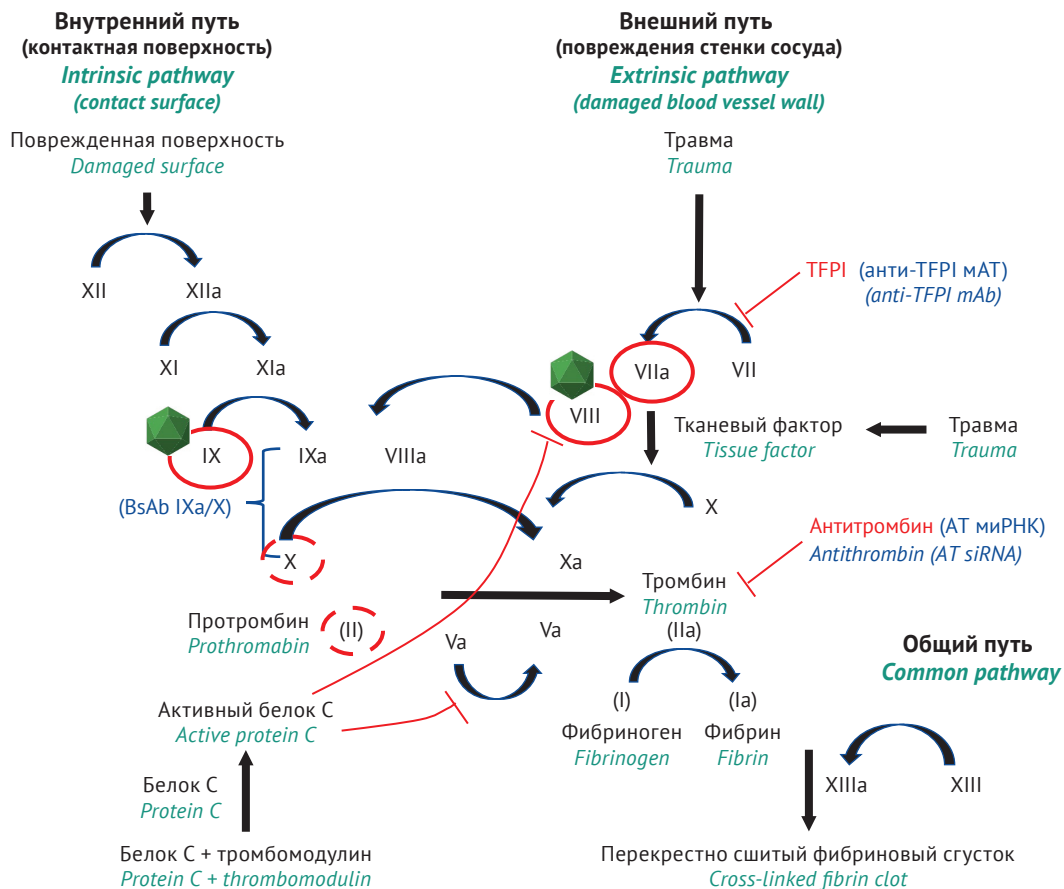 Внутренний путь
(контактная поверхность)
Intrinsic pathway
(contact surface)
Поврежденная поверхность
Damaged surface
Внешний путь
(повреждения стенки сосуда)
Extrinsic pathway
(damaged blood vessel wall)
Травма
Trauma
XII
XIIa
TFPI (анти-TFPI мАТ)
(anti-TFPI mAb)
XI
XIa
VIIa
VII
VIII
Тканевый фактор
Tissue factor
Травма
Trauma
IX
IXa
VIIIa
(BsAb IXa/X)
X
X
Xa
Антитромбин (АТ миРНК)
Antithrombin (AT siRNA)
Протромбин
Prothromabin
(II)
Va
Va
Тромбин
Thrombin
(IIa)
Общий путь
Common pathway
(I)
Фибриноген
Fibrinogen
(Ia)
Фибрин
Fibrin
Активный белок C
Active protein C
XIIIa
XIII
Белок C
Protein C
Белок C + тромбомодулин
Protein C + thrombomodulin
Перекрестно сшитый фибриновый сгусток
Cross-linked fibrin clot